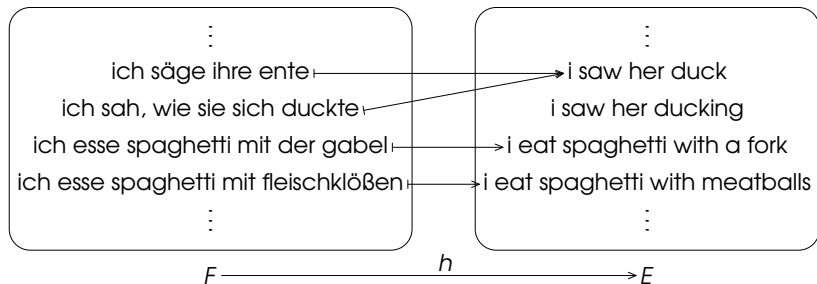 ich säge ihre ente i saw her duck
ich sah, wie sie sich duckte i saw her ducking
ich esse spaghetti mit der gabel i eat spaghetti with a fork
ich esse spaghetti mit fleischklößen i eat spaghetti with meatballs
F h E